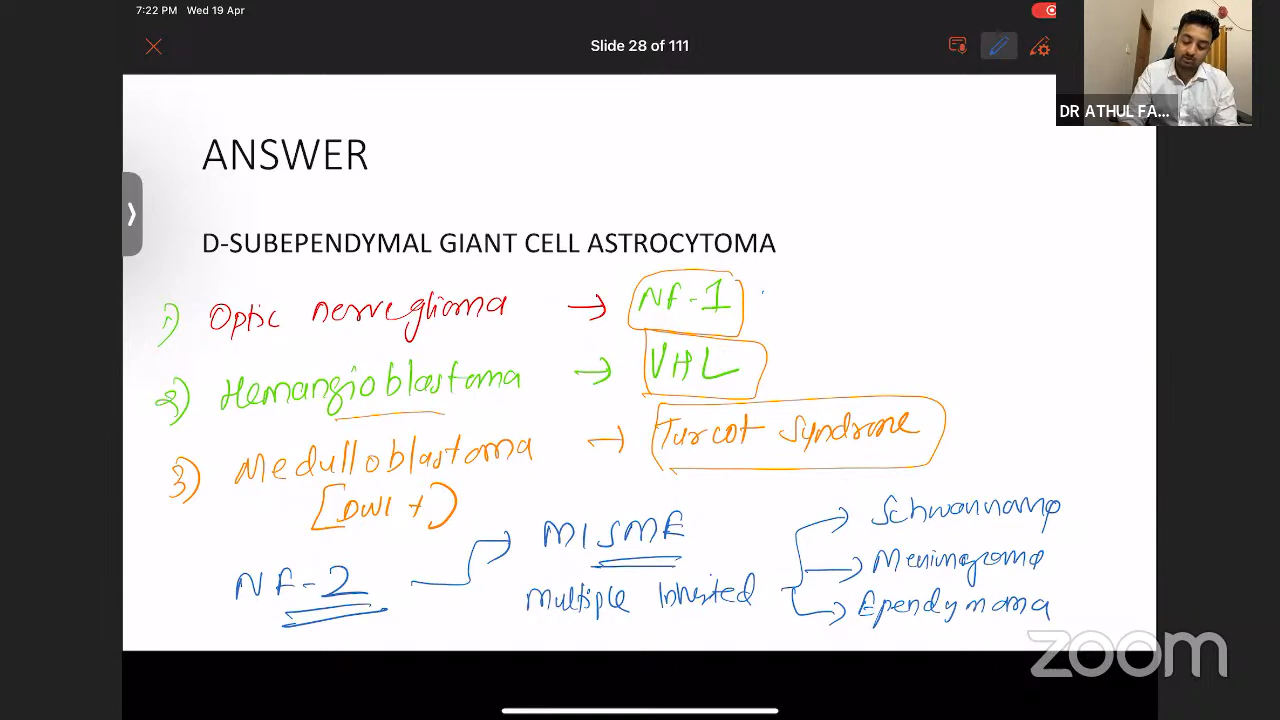 7:22 PM Wed 19 Apr
Slide 28 of 111
DR ATHUL FA...
ANSWER
D-SUBEPENDYMAL GIANT CELL ASTROCYTOMA
1) Optic nerve glioma → NF-1
2) Hemangioblastoma → VHL
3) Medulloblastoma → Turcot Syndrome
[DWI +)
NF-2 → MISME
Multiple Inherited
→ Schwannoma
→ Meningioma
→ Ependymoma
zoom